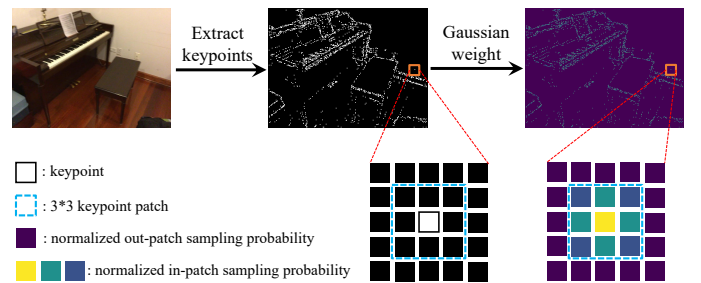 Extract
keypoints
Gaussian
weight
: keypoint
: 3*3 keypoint patch
: normalized out-patch sampling probability
: normalized in-patch sampling probability